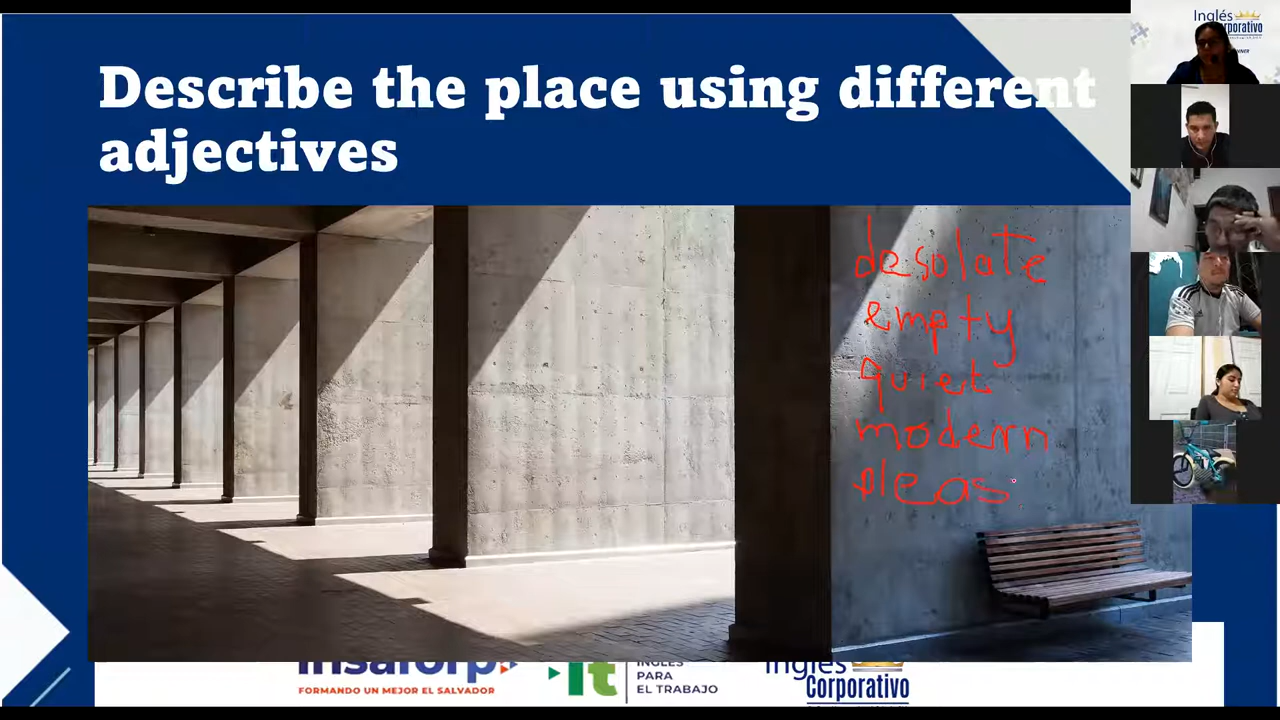 Describe the place using different
adjectives
desolate
empty
quiet
modern
pleas
Inglés
Corporativo
insaforp
FORMANDO UN MEJOR EL SALVADOR
it
INGLÉS
PARA
EL TRABAJO
Inglés
Corporativo